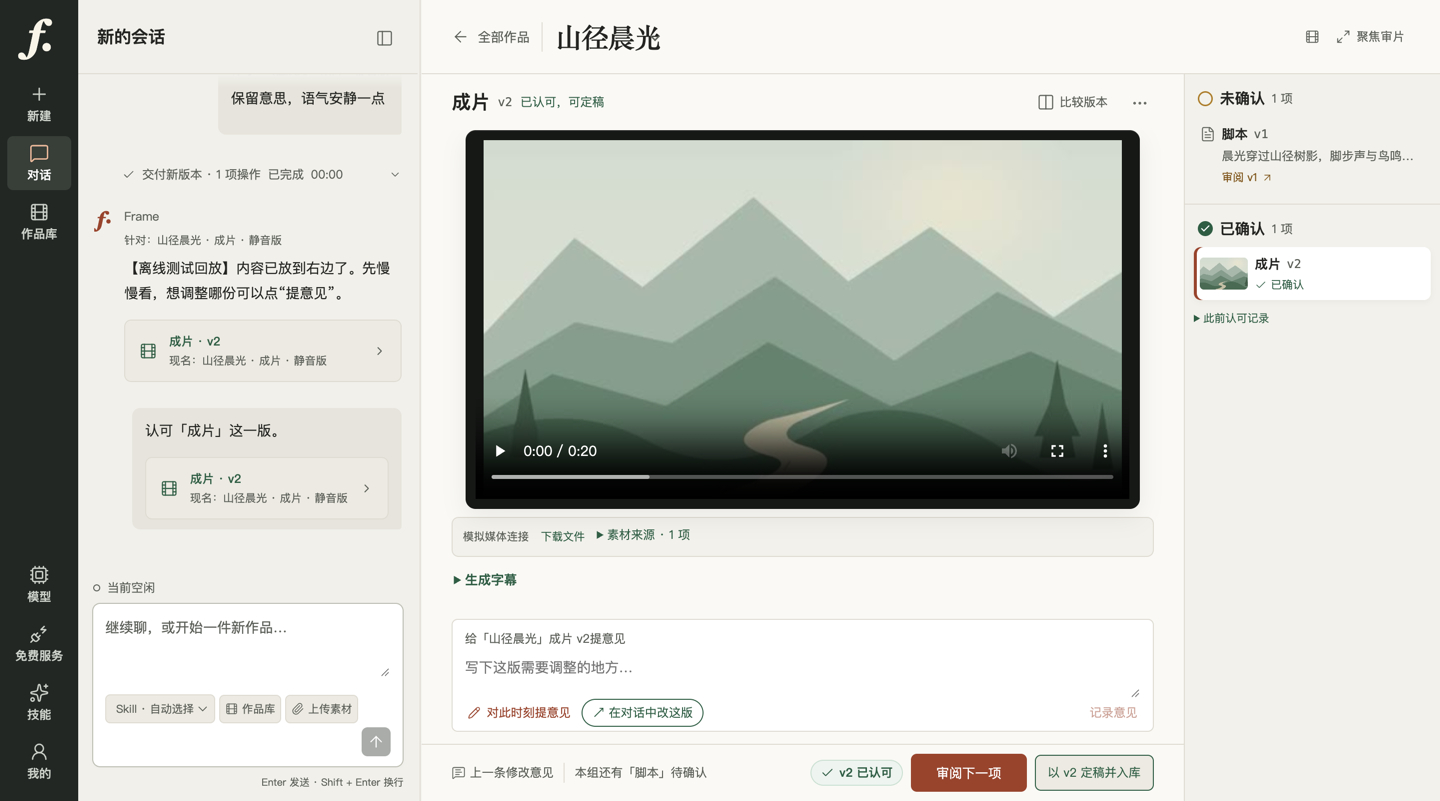 f.
新建
对话
作品库
模型
免费服务
技能
我的
新的会话
保留意思，语气安静一点
交付新版本 · 1 项操作 已完成 00:00
f.
Frame
针对：山径晨光 · 成片 · 静音版
【离线测试回放】内容已放到右边了。先慢
慢看，想调整哪份可以点“提意见”。
成片 · v2
现名：山径晨光 · 成片 · 静音版
认可「成片」这一版。
成片 · v2
现名：山径晨光 · 成片 · 静音版
当前空闲
继续聊，或开始一件新作品…
Skill · 自动选择
作品库
上传素材
Enter 发送 · Shift + Enter 换行
全部作品
山径晨光
聚焦审片
成片 v2 已认可，可定稿
比较版本
0:00 / 0:20
模拟媒体连接 下载文件 素材来源 · 1 项
生成字幕
给「山径晨光」成片 v2提意见
写下这版需要调整的地方…
对此时刻提意见
在对话中改这版
记录意见
上一条修改意见
本组还有「脚本」待确认
v2 已认可
审阅下一项
以 v2 定稿并入库
未确认 1 项
脚本 v1
晨光穿过山径树影，脚步声与鸟鸣…
审阅 v1
已确认 1 项
成片 v2
已确认
此前认可记录